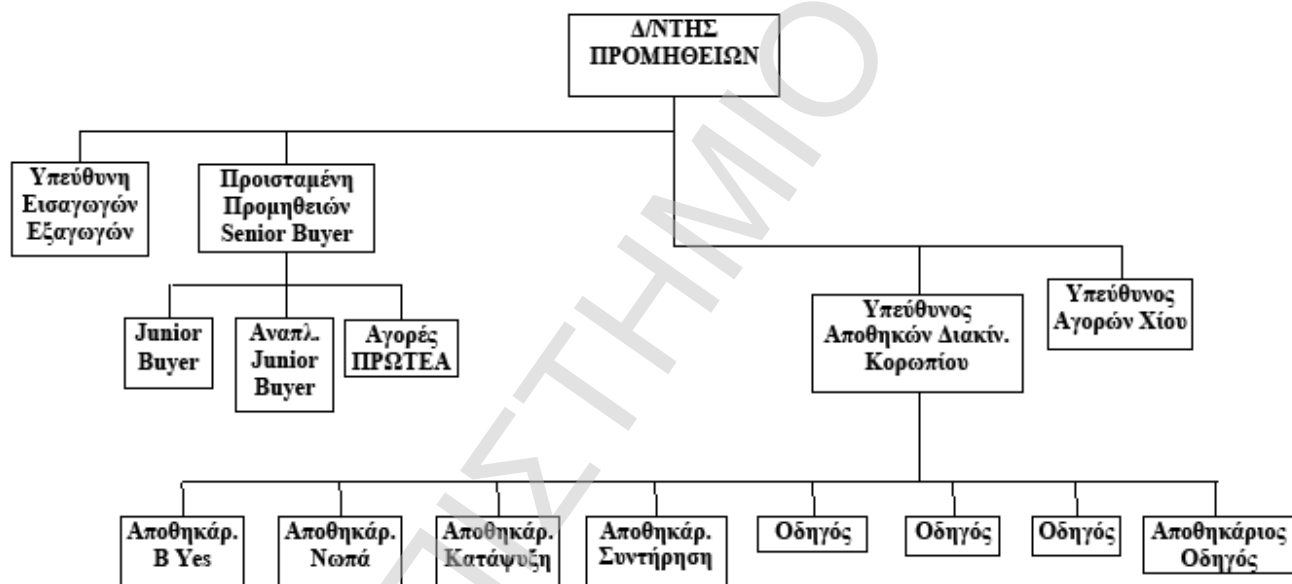 Δ/ΝΤΗΣ
ΠΡΟΜΗΘΕΙΩΝ
Υπεύθυνη
Εισαγωγών
Εξαγωγών
Προισταμένη
Προμηθειών
Senior Buyer
Junior
Buyer
Αναπλ.
Junior
Buyer
Αγορές
ΠΡΩΤΕΑ
Υπεύθυνος
Αποθηκών Διακίν.
Κορωπίου
Υπεύθυνος
Αγορών Χίου
Αποθηκάρ.
B Yes
Αποθηκάρ.
Νωπά
Αποθηκάρ.
Κατάψυξη
Αποθηκάρ.
Συντήρηση
Οδηγός
Οδηγός
Οδηγός
Αποθηκάριος
Οδηγός